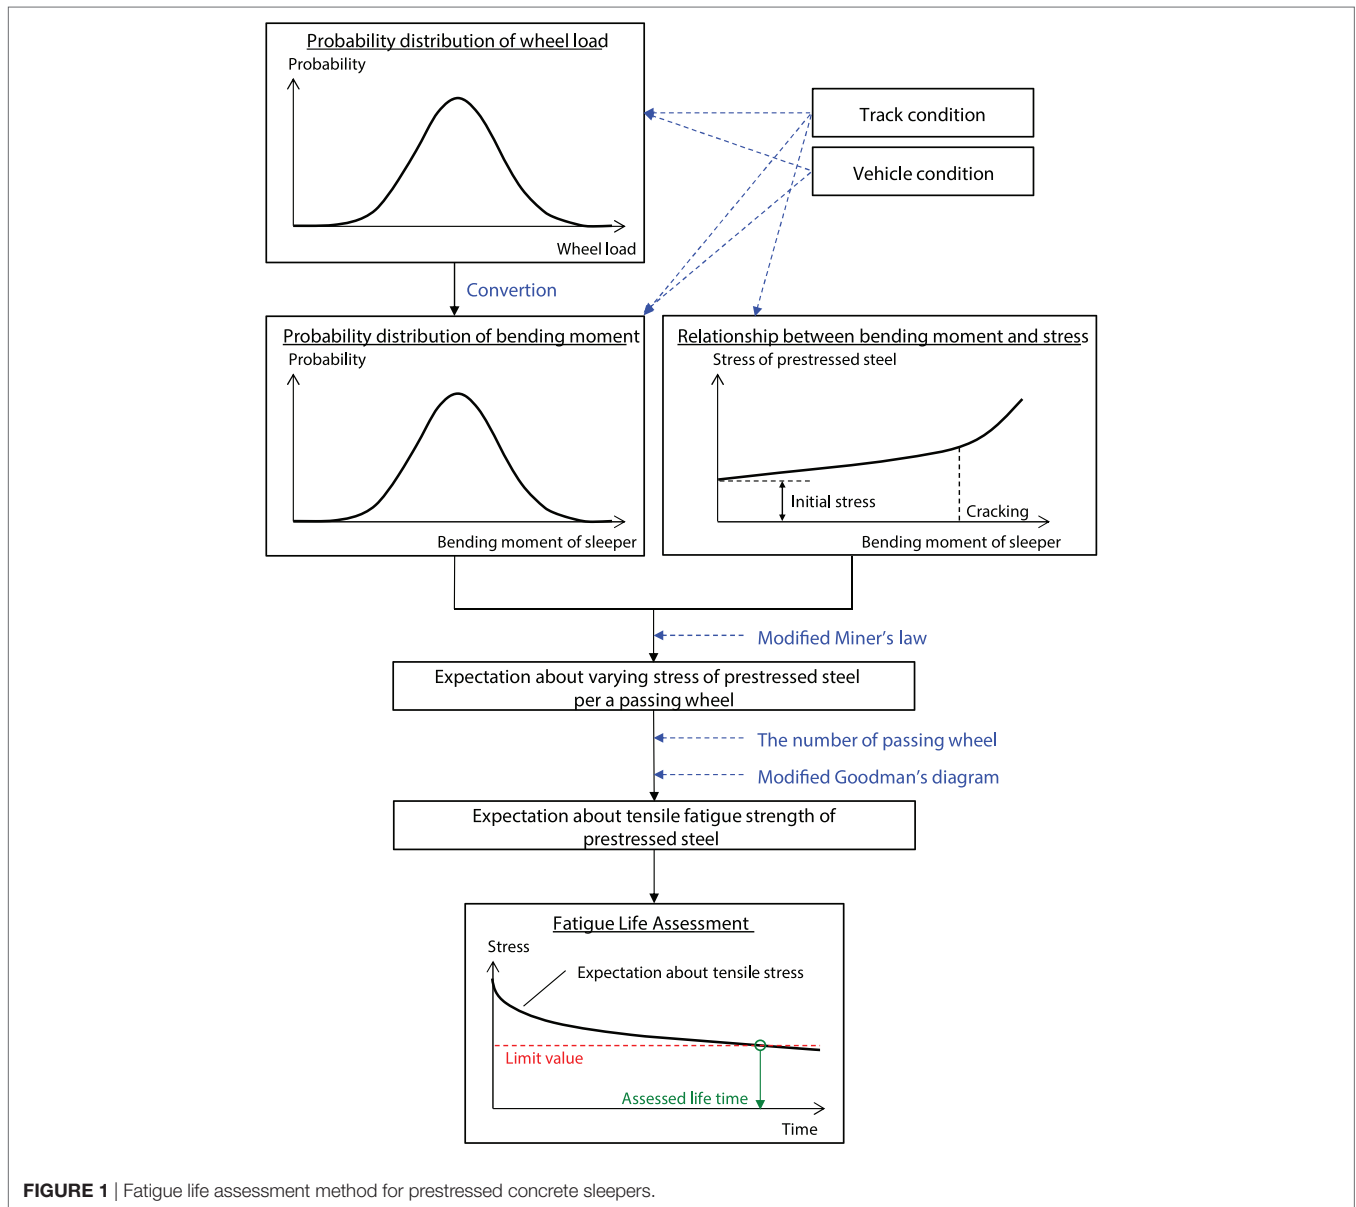 Probability distribution of wheel load
Probability
Wheel load
Track condition
Vehicle condition
Convertion
Probability distribution of bending moment
Probability
Bending moment of sleeper
Relationship between bending moment and stress
Stress of prestressed steel
Initial stress
Cracking
Bending moment of sleeper
Modified Miner's law
Expectation about varying stress of prestressed steel
per a passing wheel
The number of passing wheel
Modified Goodman's diagram
Expectation about tensile fatigue strength of
prestressed steel
Fatigue Life Assessment
Stress
Expectation about tensile stress
Limit value
Assessed life time
Time
FIGURE 1 | Fatigue life assessment method for prestressed concrete sleepers.